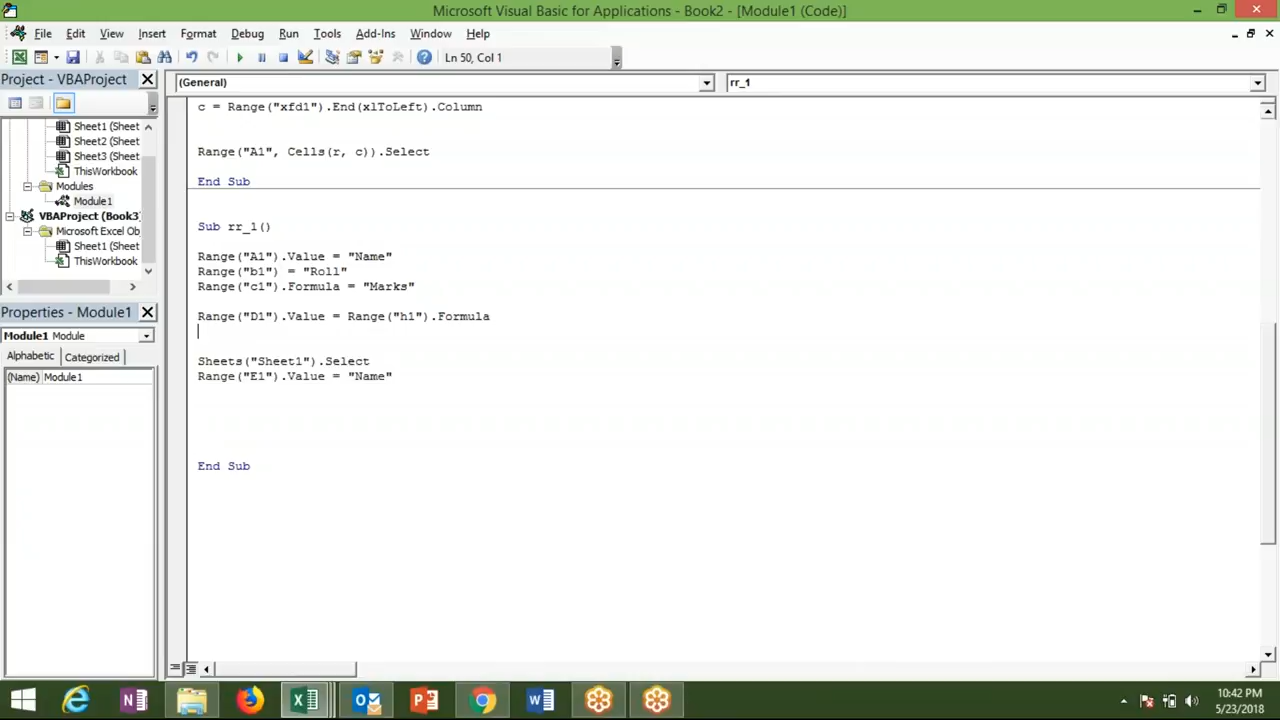 Microsoft Visual Basic for Applications - Book2 - [Module1 (Code)]
File Edit View Insert Format Debug Run Tools Add-Ins Window Help
Ln 50, Col 1
Project - VBAProject
(General)
rr_1
Sheet1 (Sheet
Sheet2 (Sheet
Sheet3 (Sheet
ThisWorkbook
Modules
Module1
VBAProject (Book3
Microsoft Excel Ob
Sheet1 (Sheet
ThisWorkbook
Properties - Module1
Module1 Module
Alphabetic Categorized
(Name) Module1
c = Range("xfd1").End(xlToLeft).Column
Range("A1", Cells(r, c)).Select
End Sub
Sub rr_1()
Range("A1").Value = "Name"
Range("b1") = "Roll"
Range("c1").Formula = "Marks"
Range("D1").Value = Range("h1").Formula
Sheets("Sheet1").Select
Range("E1").Value = "Name"
End Sub
10:42 PM
5/23/2018